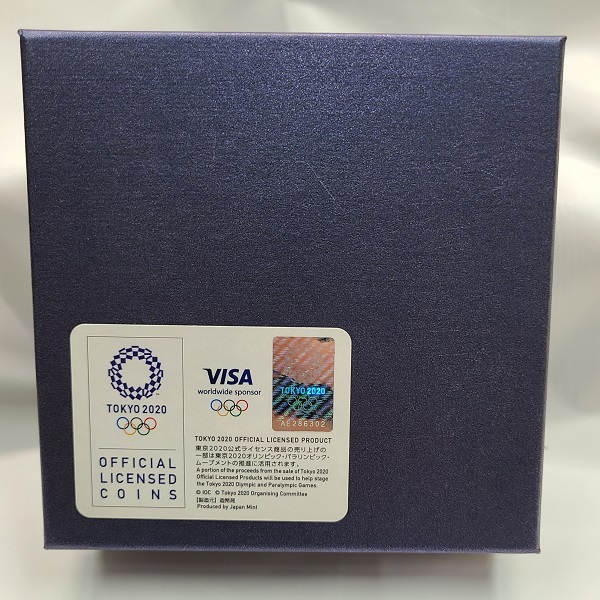 TOKYO 2020
OFFICIAL
LICENSED
COINS
VISA
worldwide sponsor
TOKYO 2020
AE286302
TOKYO 2020 OFFICIAL LICENSED PRODUCT
東京2020公式ライセンス商品の売り上げの
一部は東京2020オリンピック・パラリンピック・
ムーブメントの推進に活用されます。
A portion of the proceeds from the sale of Tokyo 2020
Official Licensed Products will be used to help stage
the Tokyo 2020 Olympic and Paralympic Games.
© IOC © Tokyo 2020 Organising Committee
【製造元】造幣局
Produced by Japan Mint